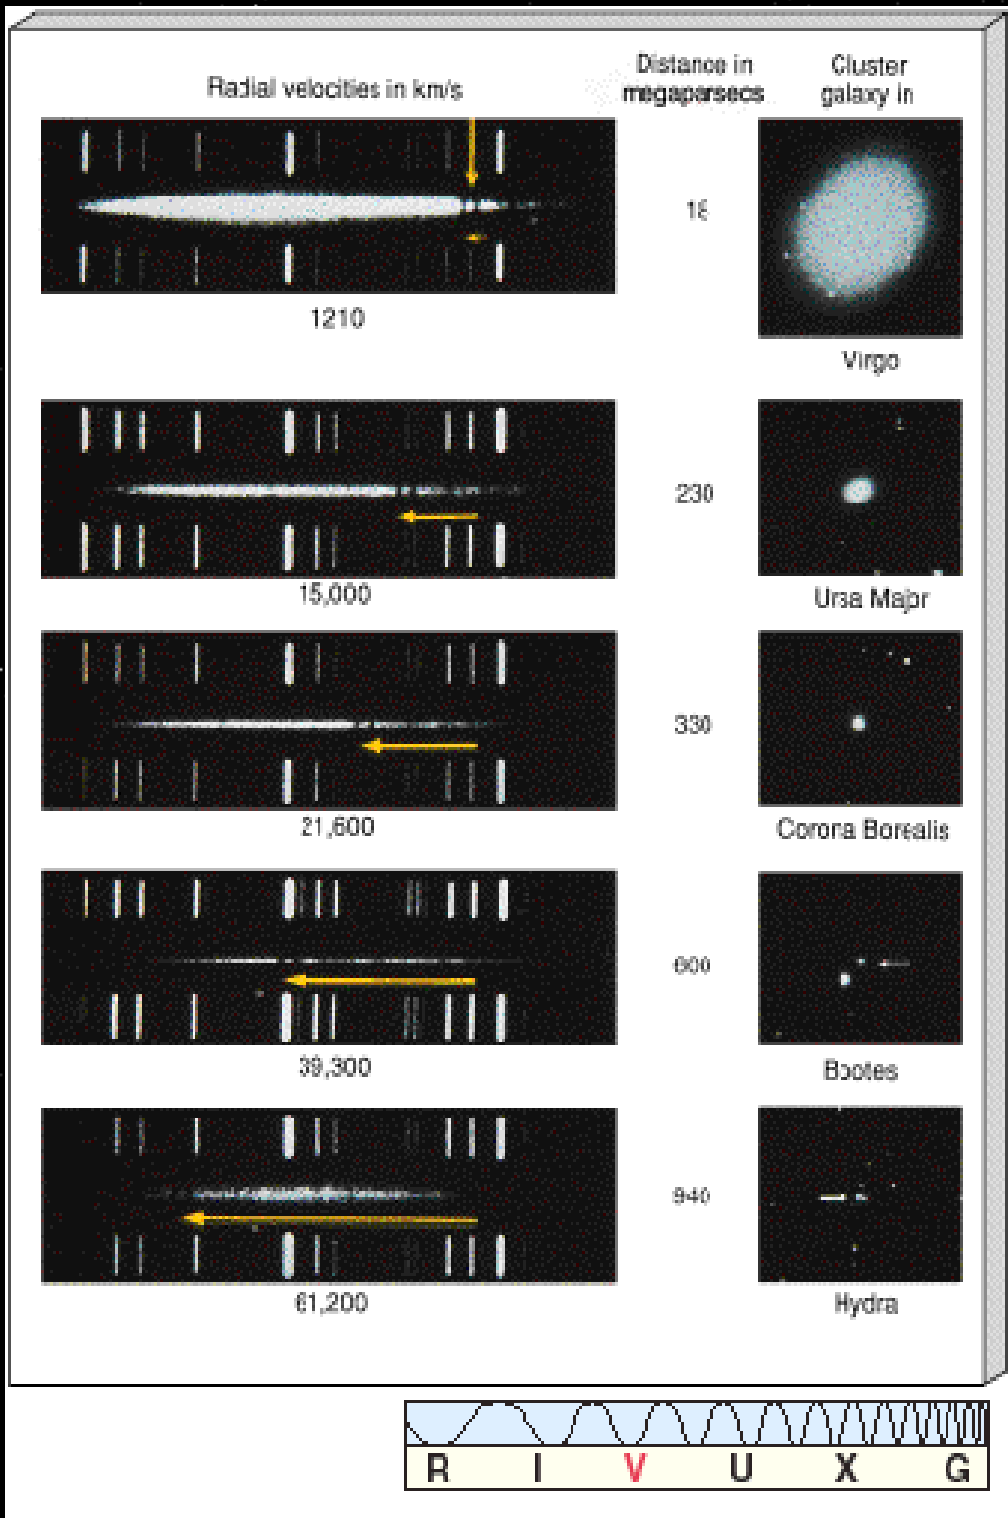 Radial velocities in km/s
Distance in
megaparsecs
Cluster
galaxy in
1210
Virgo
15,000
230
Ursa Major
21,600
330
Corona Borealis
39,300
Bootes
61,200
940
Hydra
R I V U X G